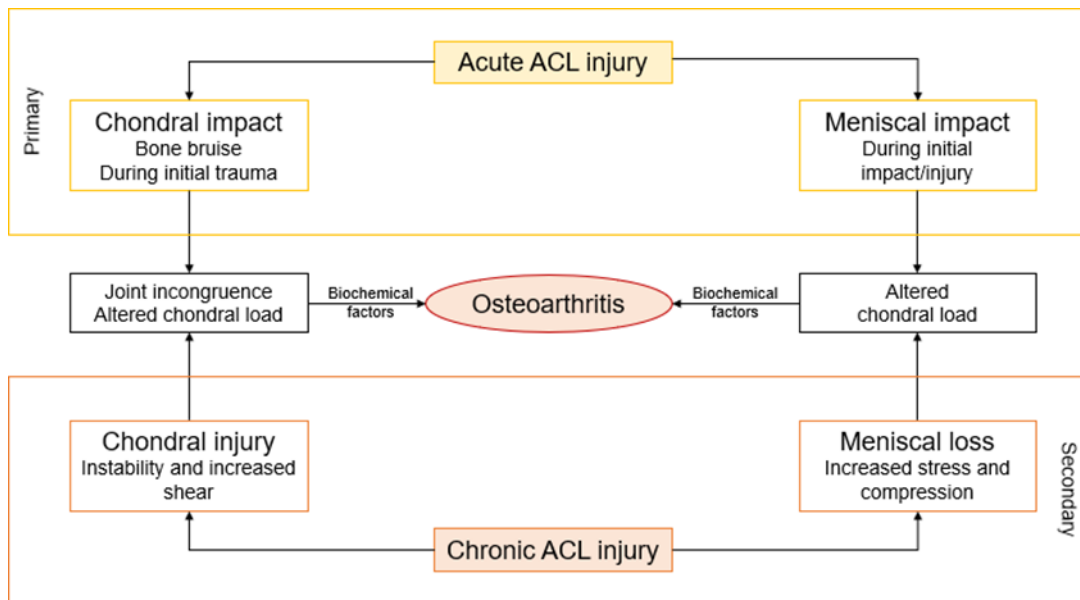 Acute ACL injury
Primary
Chondral impact
Bone bruise
During initial trauma
Meniscal impact
During initial
impact/injury
Joint incongruence
Altered chondral load
Biochemical
factors
Osteoarthritis
Biochemical
factors
Altered
chondral load
Chondral injury
Instability and increased
shear
Meniscal loss
Increased stress and
compression
Secondary
Chronic ACL injury